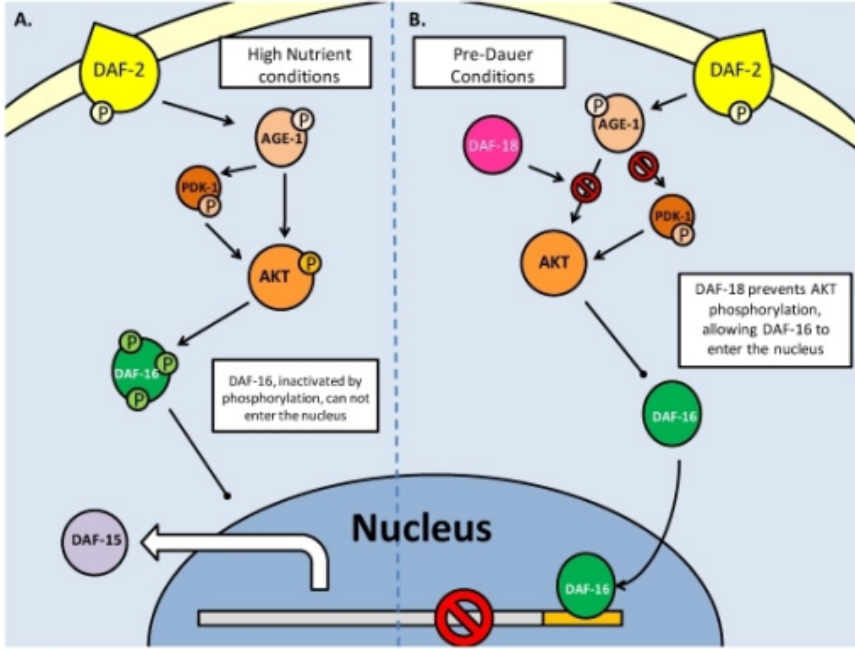 A.
DAF-2
P
High Nutrient
conditions
P
AGE-1
PDK-1
P
AKT
P
P
P
DAF-16
P
DAF-16, inactivated by
phosphorylation, can not
enter the nucleus
DAF-15
B.
Pre-Dauer
Conditions
DAF-2
P
P
AGE-1
DAF-18
PDK-1
P
AKT
DAF-18 prevents AKT
phosphorylation,
allowing DAF-16 to
enter the nucleus
DAF-16
Nucleus
DAF-16